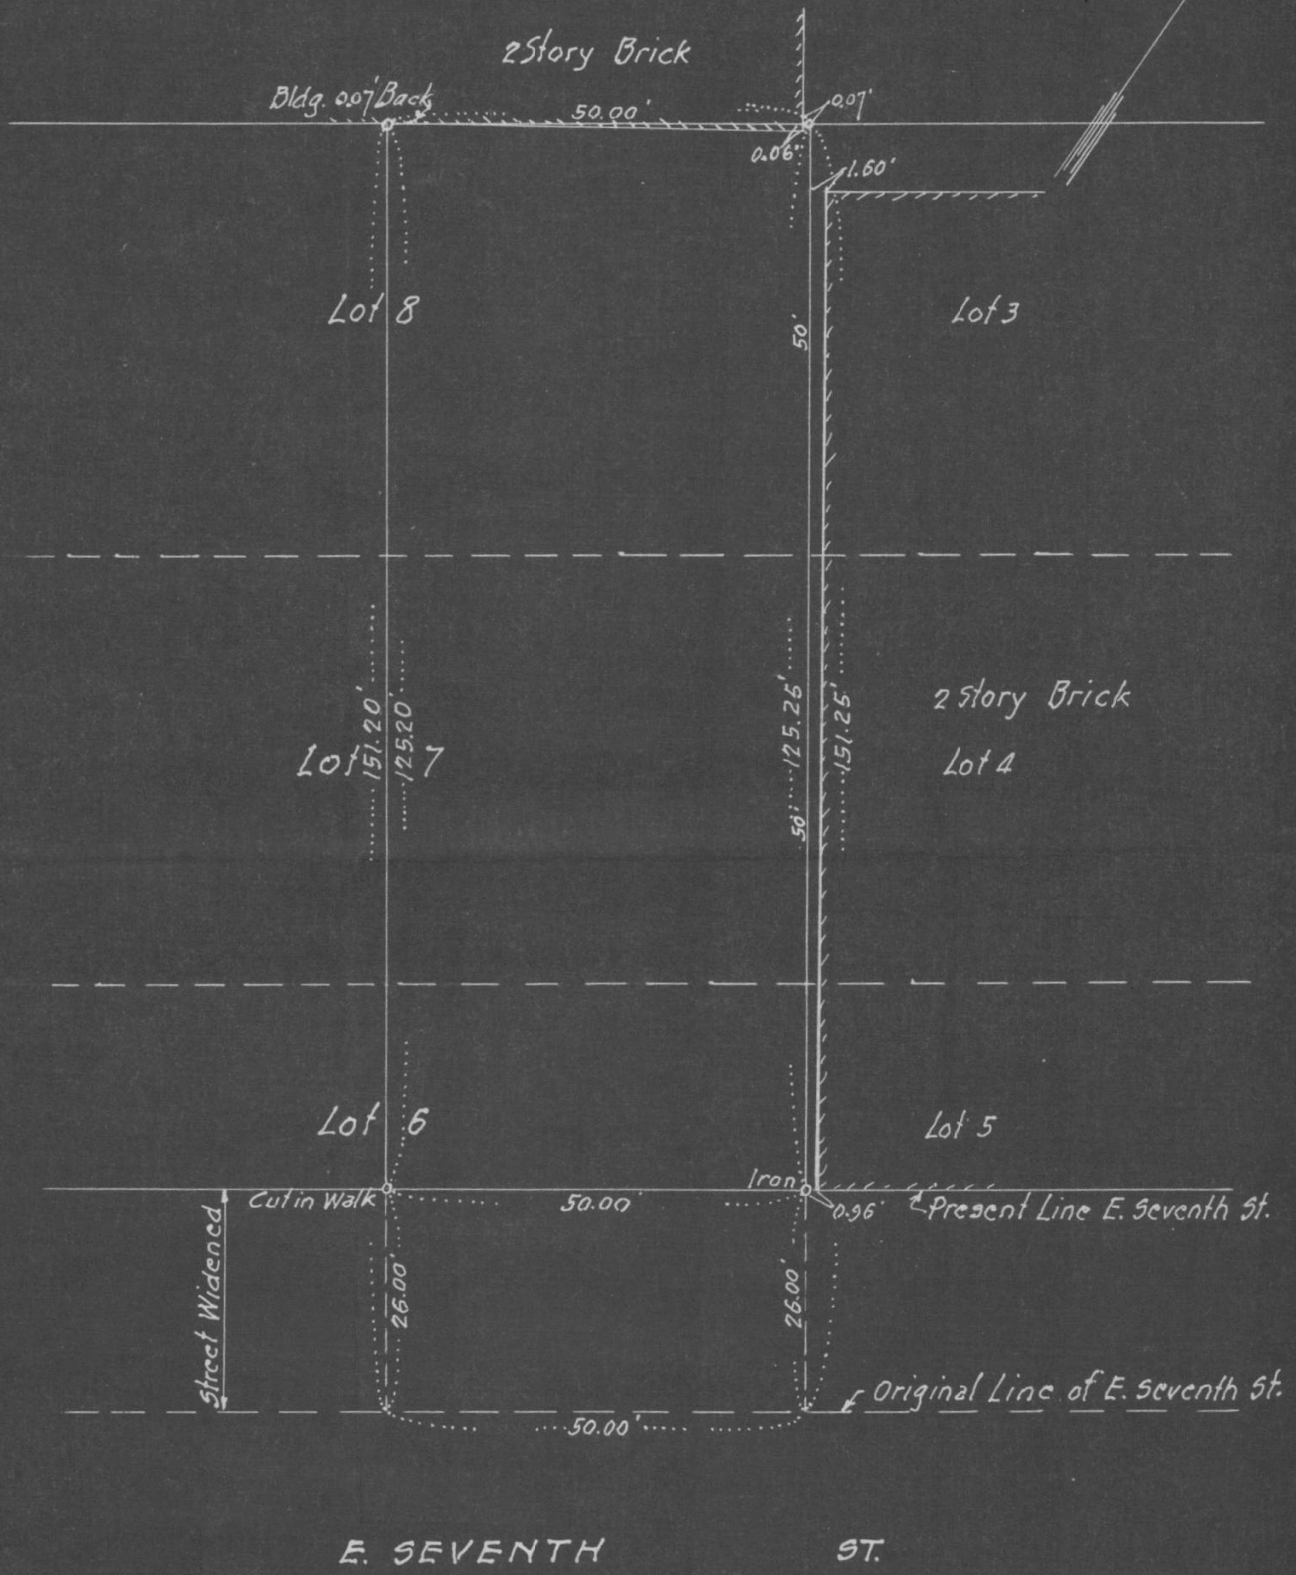 2 Story Brick
Bldg. 0.07' Back
50.00'
0.07'
0.06'
1.60'
Lot 8
50'
Lot 3
151.20'
125.20'
125.25'
151.25'
2 Story Brick
Lot 7
Lot 4
50'
Lot 6
Lot 5
Iron
Cut in Walk
50.00'
0.96'
Present Line E. Seventh St.
Street Widened
26.00'
26.00'
Original Line of E. Seventh St.
50.00'
E. SEVENTH ST.